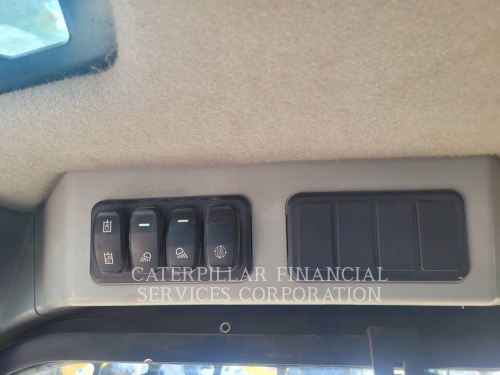 CATERPILLAR FINANCIAL
SERVICES CORPORATION